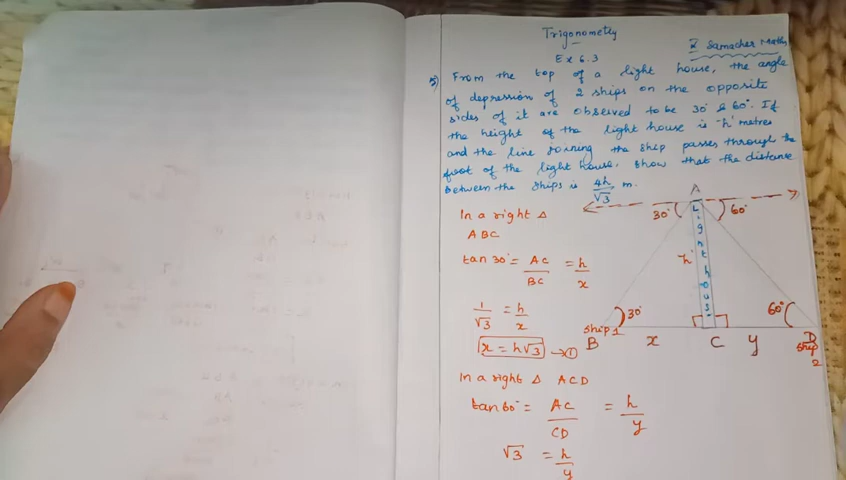 Trigonometry
X Samacheer Maths
Ex 6.3
5) From the top of a light house, the angle
of depression of 2 ships on the opposite
sides of it are observed to be 30° & 60°. If
the height of the light house is 'h' metres
and the line joining the ship passes through the
foot of the light house, show that the distance
between the ships is 4h/√3 m.
In a right Δ
ABC
tan 30° = AC/BC = h/x
1/√3 = h/x
x = h√3 → ①
In a right Δ ACD
tan 60° = AC/CD = h/y
√3 = h/y
A
30° 60°
Light house
'h'
30° 60°
ship 1
B x C y D
ship
2